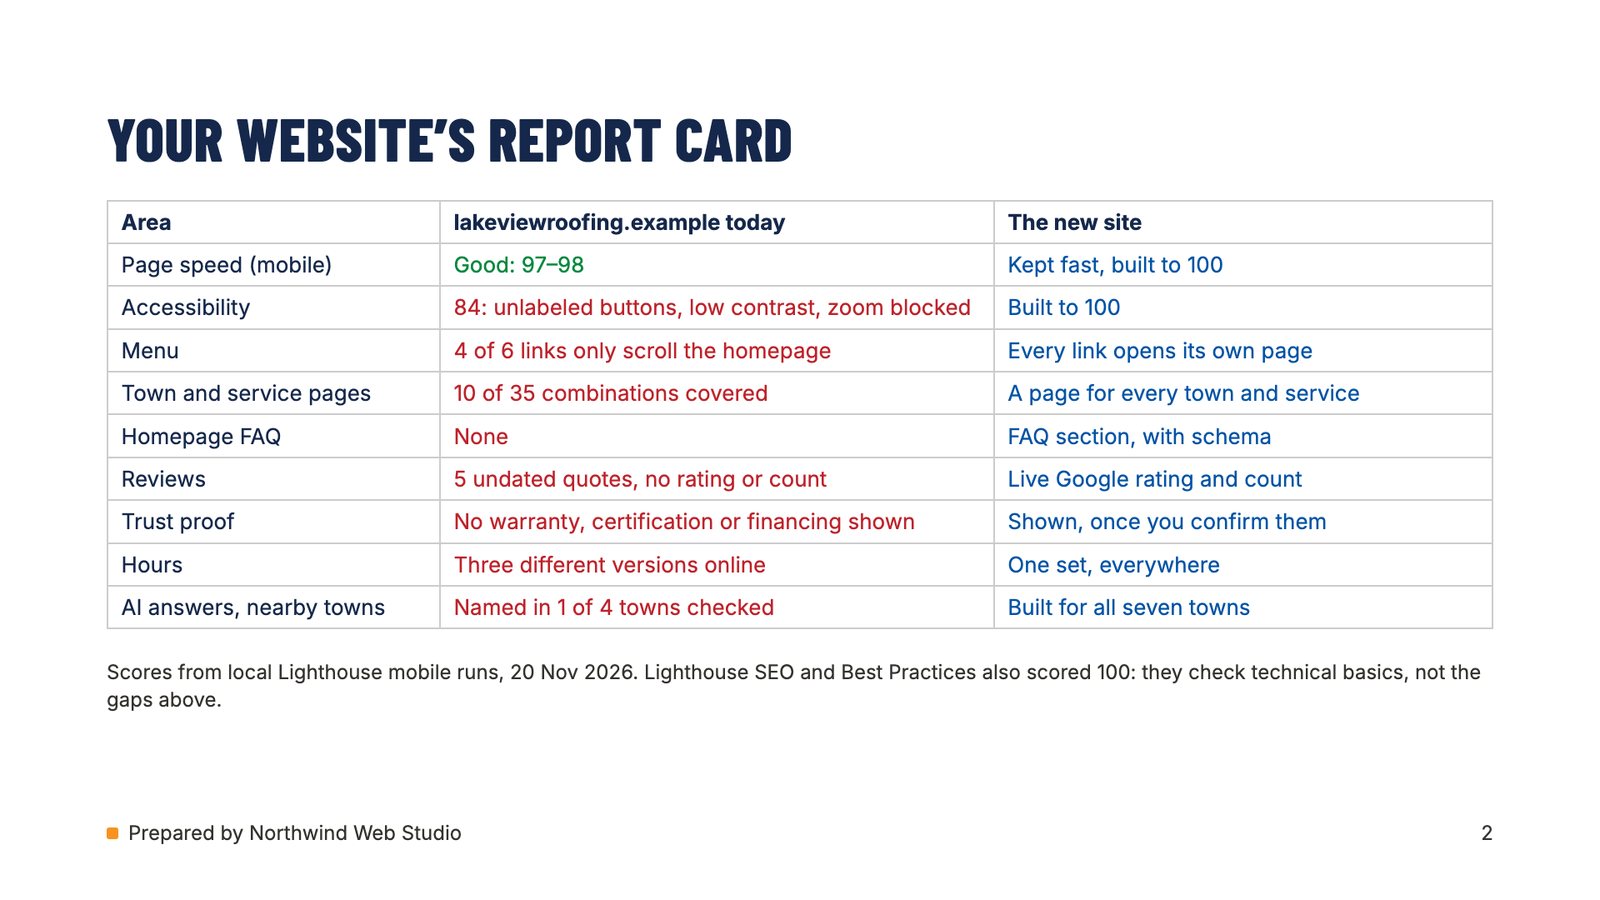 YOUR WEBSITE’S REPORT CARD
Area lakeviewroofing.example today The new site
Page speed (mobile) Good: 97–98 Kept fast, built to 100
Accessibility 84: unlabeled buttons, low contrast, zoom blocked Built to 100
Menu 4 of 6 links only scroll the homepage Every link opens its own page
Town and service pages 10 of 35 combinations covered A page for every town and service
Homepage FAQ None FAQ section, with schema
Reviews 5 undated quotes, no rating or count Live Google rating and count
Trust proof No warranty, certification or financing shown Shown, once you confirm them
Hours Three different versions online One set, everywhere
AI answers, nearby towns Named in 1 of 4 towns checked Built for all seven towns
Scores from local Lighthouse mobile runs, 20 Nov 2026. Lighthouse SEO and Best Practices also scored 100: they check technical basics, not the
gaps above.
Prepared by Northwind Web Studio 2